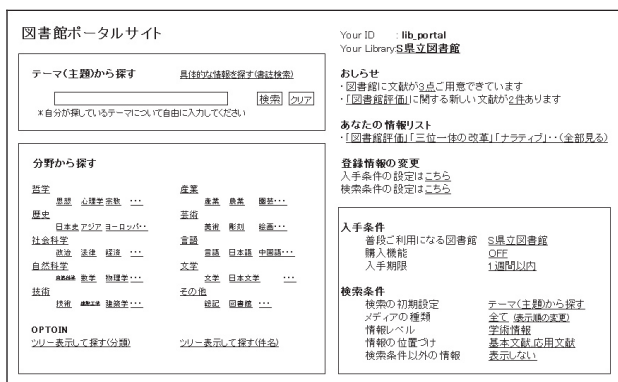 図書館ポータルサイト
テーマ(主題)から探す 具体的な情報を探す(書誌検索)
検索 クリア
*自分が探しているテーマについて自由に入力してください
分野から探す
哲学
思想 心理学 宗教 ・・・
歴史
日本史 アジア ヨーロッパ・・
社会科学
政治 法律 経済 ・・・
自然科学
自然科学 数学 物理学・・・
技術
技術 建築学・・・
産業
産業 農業 園芸・・・
芸術
美術 彫刻 絵画・・・
言語
言語 日本語 中国語・・・
文学
文学 日本文学 ・・・
その他
総記 図書館 ・・・
OPTOIN
ツリー表示して探す(分類) ツリー表示して探す(件名)
Your ID : lib_portal
Your Library:S県立図書館
おしらせ
・図書館に文献が3点ご用意できています
・「図書館評価」に関する新しい文献が2件あります
あなたの情報リスト
・「図書館評価」「三位一体の改革」「ナラティブ」・・(全部見る)
登録情報の変更
入手条件の設定はこちら
検索条件の設定はこちら
入手条件
普段ご利用になる図書館 S県立図書館
購入機能 OFF
入手期限 1週間以内
検索条件
検索の初期設定 テーマ(主題)から探す
メディアの種類 全て (表示順の変更)
情報レベル 学術情報
情報の位置づけ 基本文献,応用文献
検索条件以外の情報 表示しない